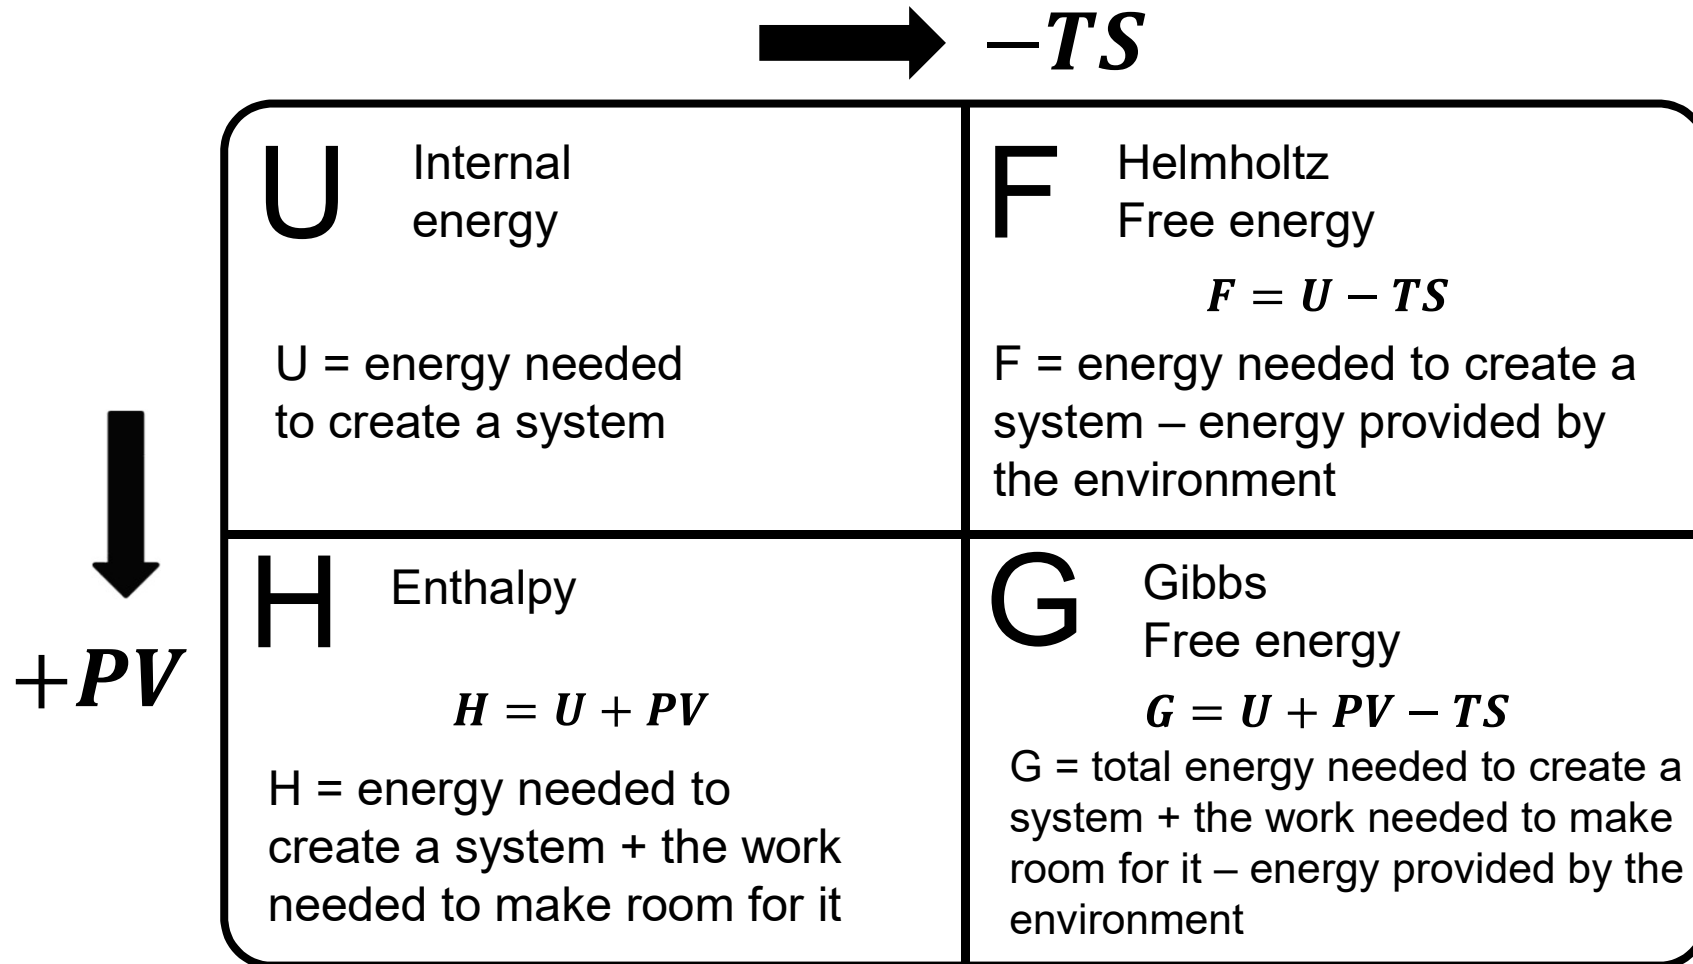 −TS
U Internal
energy
U = energy needed
to create a system
F Helmholtz
Free energy
F = U − TS
F = energy needed to create a
system – energy provided by
the environment
+PV
H Enthalpy
H = U + PV
H = energy needed to
create a system + the work
needed to make room for it
G Gibbs
Free energy
G = U + PV − TS
G = total energy needed to create a
system + the work needed to make
room for it – energy provided by the
environment